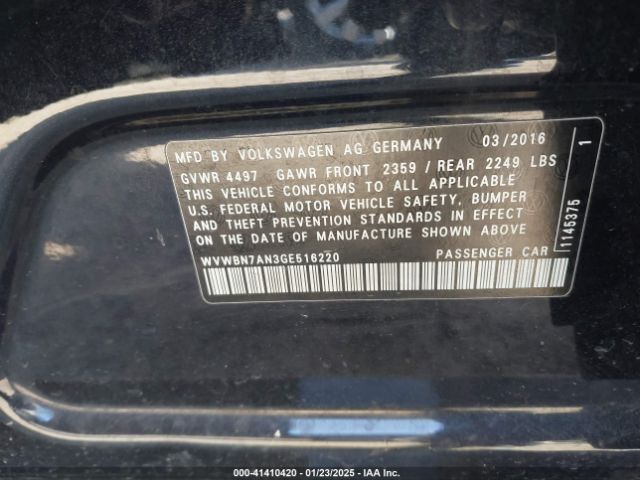 MFD BY VOLKSWAGEN AG GERMANY 03/2016
GVWR 4497 GAWR FRONT 2359 / REAR 2249 LBS
THIS VEHICLE CONFORMS TO ALL APPLICABLE
U.S. FEDERAL MOTOR VEHICLE SAFETY, BUMPER
AND THEFT PREVENTION STANDARDS IN EFFECT
ON THE DATE OF MANUFACTURE SHOWN ABOVE
WVWBN7AN3GE516220 PASSENGER CAR
1145375 1
000-41410420 - 01/23/2025 - IAA Inc.